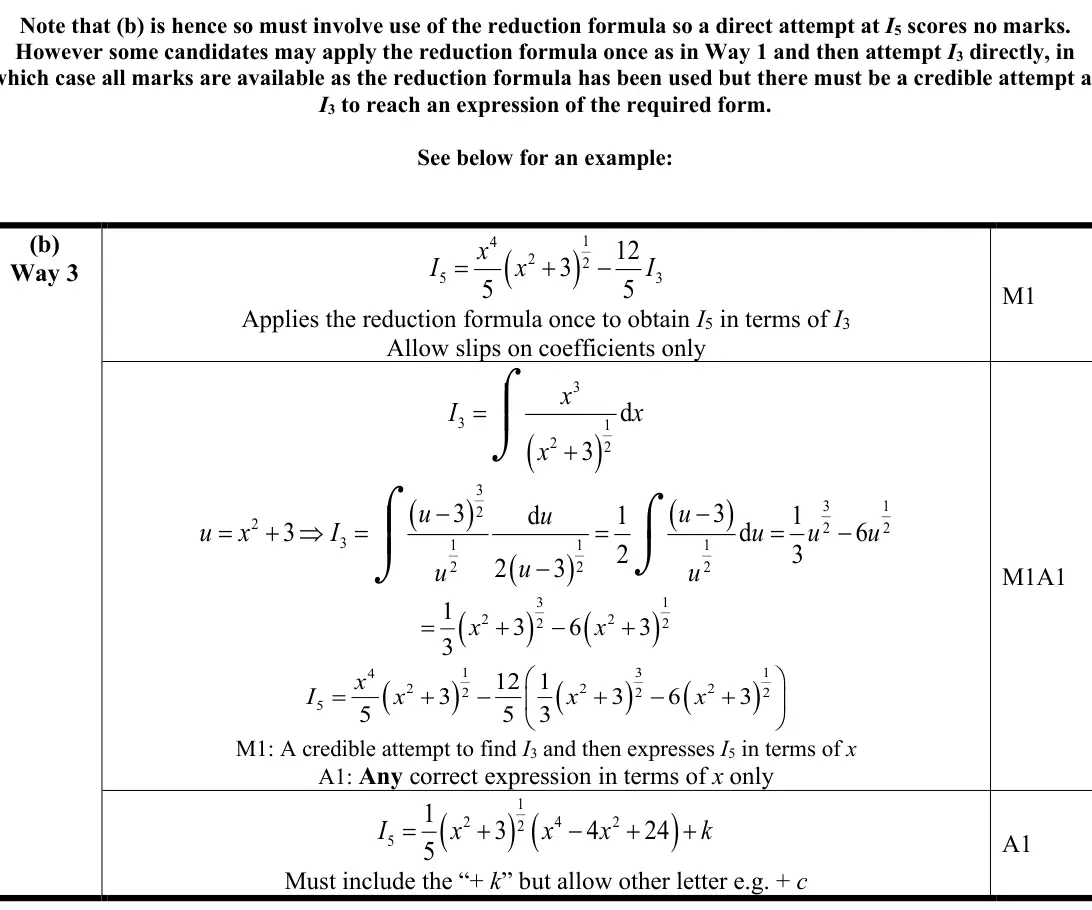 Note that (b) is hence so must involve use of the reduction formula so a direct attempt at I₅ scores no marks.
However some candidates may apply the reduction formula once as in Way 1 and then attempt I₃ directly, in
which case all marks are available as the reduction formula has been used but there must be a credible attempt a
I₃ to reach an expression of the required form.
See below for an example:
(b)
Way 3
I₅ = x⁴/5 (x² + 3)^(1/2) − 12/5 I₃
Applies the reduction formula once to obtain I₅ in terms of I₃
Allow slips on coefficients only
M1
I₃ = ∫ x³/(x² + 3)^(1/2) dx
u = x² + 3 ⇒ I₃ = ∫ (u − 3)^(3/2)/u^(1/2) du/(2(u − 3)^(1/2)) = 1/2 ∫ (u − 3)/u^(1/2) du = 1/3 u^(3/2) − 6u^(1/2)
= 1/3 (x² + 3)^(3/2) − 6(x² + 3)^(1/2)
I₅ = x⁴/5 (x² + 3)^(1/2) − 12/5 (1/3 (x² + 3)^(3/2) − 6(x² + 3)^(1/2))
M1: A credible attempt to find I₃ and then expresses I₅ in terms of x
A1: Any correct expression in terms of x only
M1A1
I₅ = 1/5 (x² + 3)^(1/2) (x⁴ − 4x² + 24) + k
Must include the “+ k” but allow other letter e.g. + c
A1